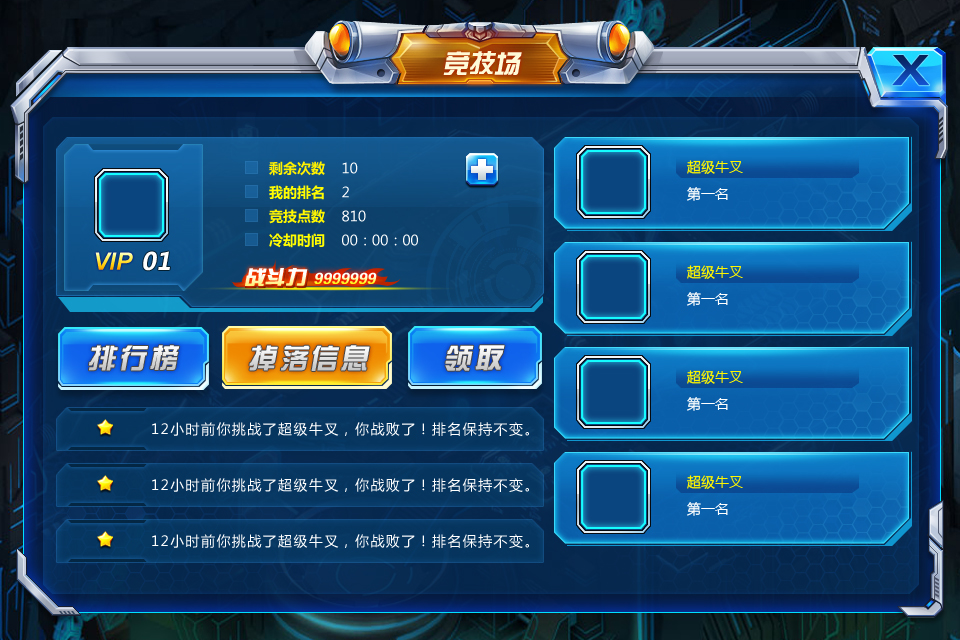 竞技场
X
剩余次数 10
我的排名 2
竞技点数 810
冷却时间 00：00：00
VIP 01
战斗力 9999999
排行榜
掉落信息
领取
12小时前你挑战了超级牛叉，你战败了！排名保持不变。
12小时前你挑战了超级牛叉，你战败了！排名保持不变。
12小时前你挑战了超级牛叉，你战败了！排名保持不变。
超级牛叉
第一名
超级牛叉
第一名
超级牛叉
第一名
超级牛叉
第一名